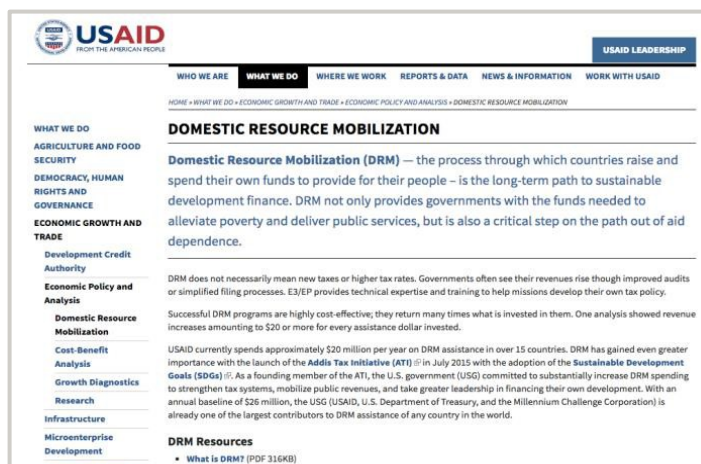 USAID
FROM THE AMERICAN PEOPLE
USAID LEADERSHIP
WHO WE ARE WHAT WE DO WHERE WE WORK REPORTS & DATA NEWS & INFORMATION WORK WITH USAID
HOME » WHAT WE DO » ECONOMIC GROWTH AND TRADE » ECONOMIC POLICY AND ANALYSIS » DOMESTIC RESOURCE MOBILIZATION
WHAT WE DO
AGRICULTURE AND FOOD
SECURITY
DEMOCRACY, HUMAN
RIGHTS AND
GOVERNANCE
ECONOMIC GROWTH AND
TRADE
Development Credit
Authority
Economic Policy and
Analysis
Domestic Resource
Mobilization
Cost-Benefit
Analysis
Growth Diagnostics
Research
Infrastructure
Microenterprise
Development
DOMESTIC RESOURCE MOBILIZATION
Domestic Resource Mobilization (DRM) — the process through which countries raise and
spend their own funds to provide for their people – is the long-term path to sustainable
development finance. DRM not only provides governments with the funds needed to
alleviate poverty and deliver public services, but is also a critical step on the path out of aid
dependence.
DRM does not necessarily mean new taxes or higher tax rates. Governments often see their revenues rise though improved audits
or simplified filing processes. E3/EP provides technical expertise and training to help missions develop their own tax policy.
Successful DRM programs are highly cost-effective; they return many times what is invested in them. One analysis showed revenue
increases amounting to $20 or more for every assistance dollar invested.
USAID currently spends approximately $20 million per year on DRM assistance in over 15 countries. DRM has gained even greater
importance with the launch of the Addis Tax Initiative (ATI) in July 2015 with the adoption of the Sustainable Development
Goals (SDGs). As a founding member of the ATI, the U.S. government (USG) committed to substantially increase DRM spending
to strengthen tax systems, mobilize public revenues, and take greater leadership in financing their own development. With an
annual baseline of $26 million, the USG (USAID, U.S. Department of Treasury, and the Millennium Challenge Corporation) is
already one of the largest contributors to DRM assistance of any country in the world.
DRM Resources
• What is DRM? (PDF 316KB)